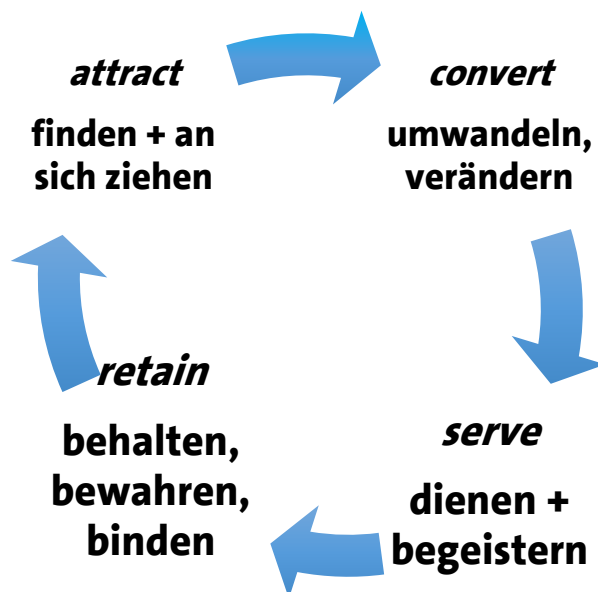 attract
finden + an
sich ziehen
convert
umwandeln,
verändern
serve
dienen +
begeistern
retain
behalten,
bewahren,
binden